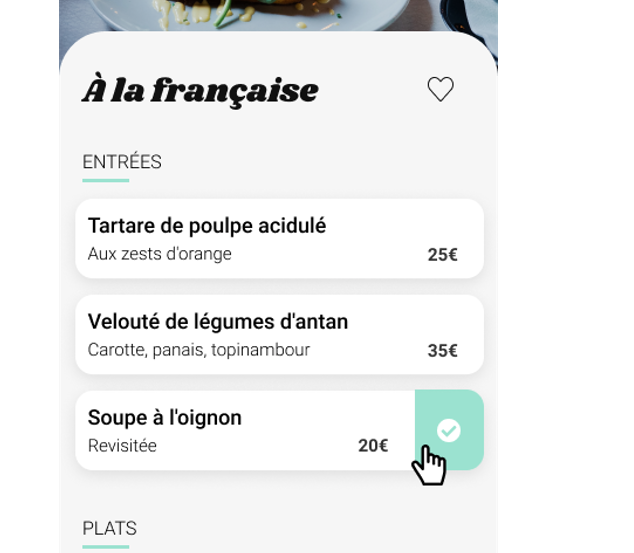 À la française
ENTRÉES
Tartare de poulpe acidulé
Aux zests d'orange
25€
Velouté de légumes d'antan
Carotte, panais, topinambour
35€
Soupe à l'oignon
Revisitée
20€
PLATS